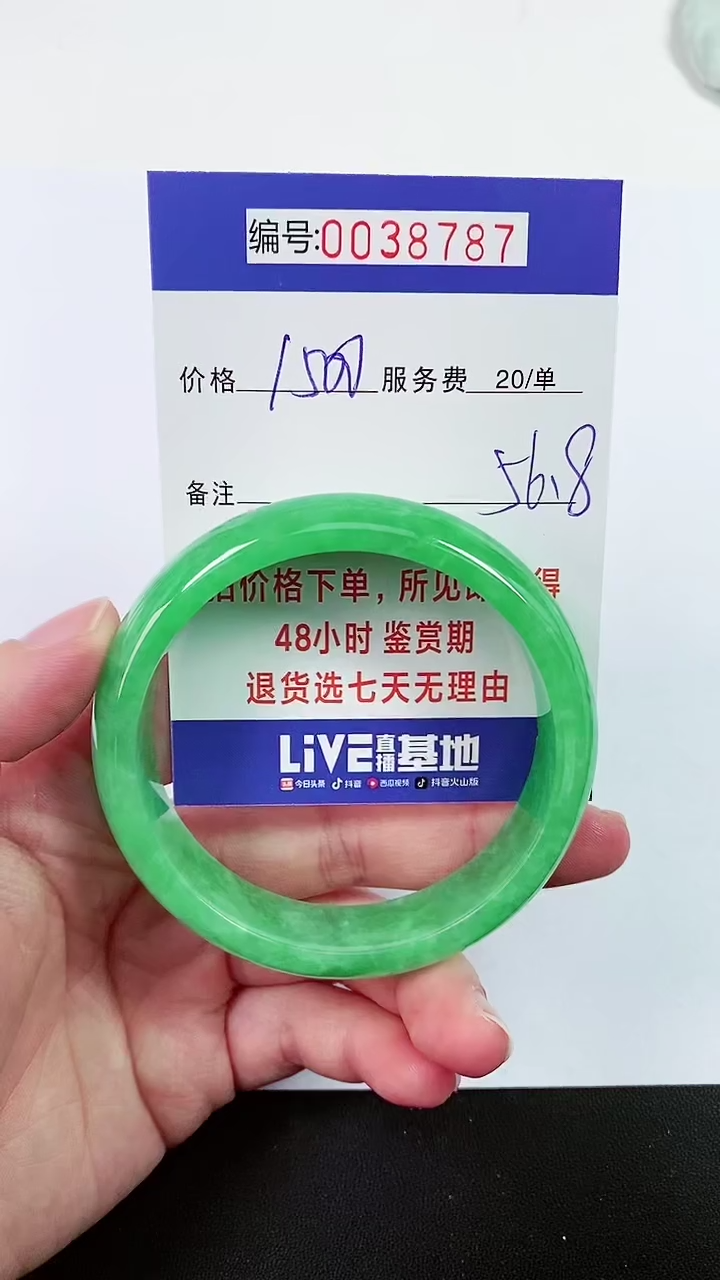 编号:0038787
价格 1500 服务费 20/单
备注 56.8
价格下单，所见 得
48小时 鉴赏期
退货选七天无理由
LiVE直播基地
今日头条 抖音 西瓜视频 抖音火山版